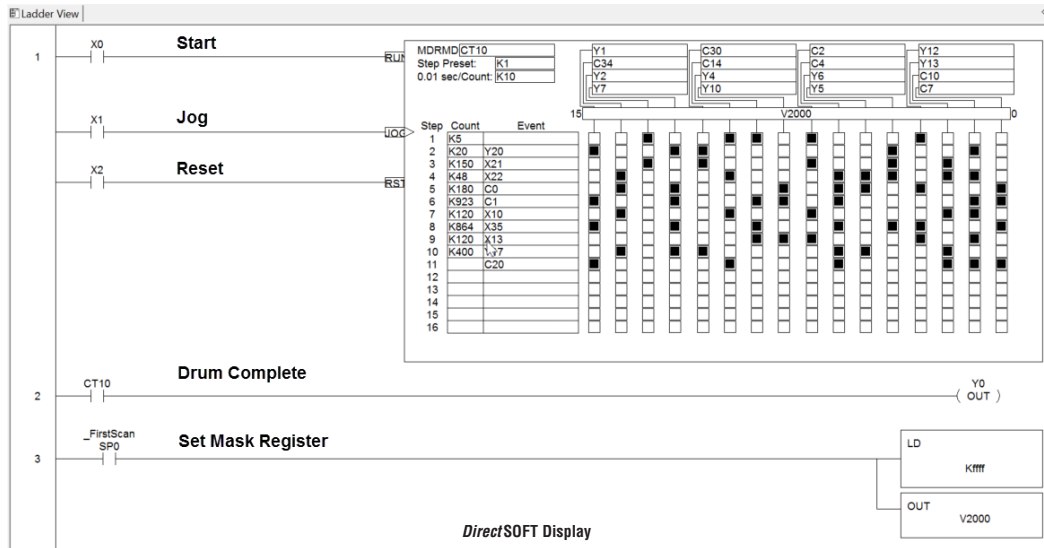 Ladder View
1
X0
Start
RUN
X1
Jog
JOG
X2
Reset
RST
MDRMD CT10
Step Preset: K1
0.01 sec/Count: K10
Y1 C30 C2 Y12
C34 C14 C4 Y13
Y2 Y4 Y6 C10
Y7 Y10 Y5 C7
15 V2000 0
Step Count Event
1 K5
2 K20 Y20
3 K150 X21
4 K48 X22
5 K180 C0
6 K923 C1
7 K120 X10
8 K864 X35
9 K120 X13
10 K400
11 C20
12
13
14
15
16
Drum Complete
2
CT10
Y0
OUT
_FirstScan
SP0
Set Mask Register
3
LD
Kffff
OUT
V2000
DirectSOFT Display